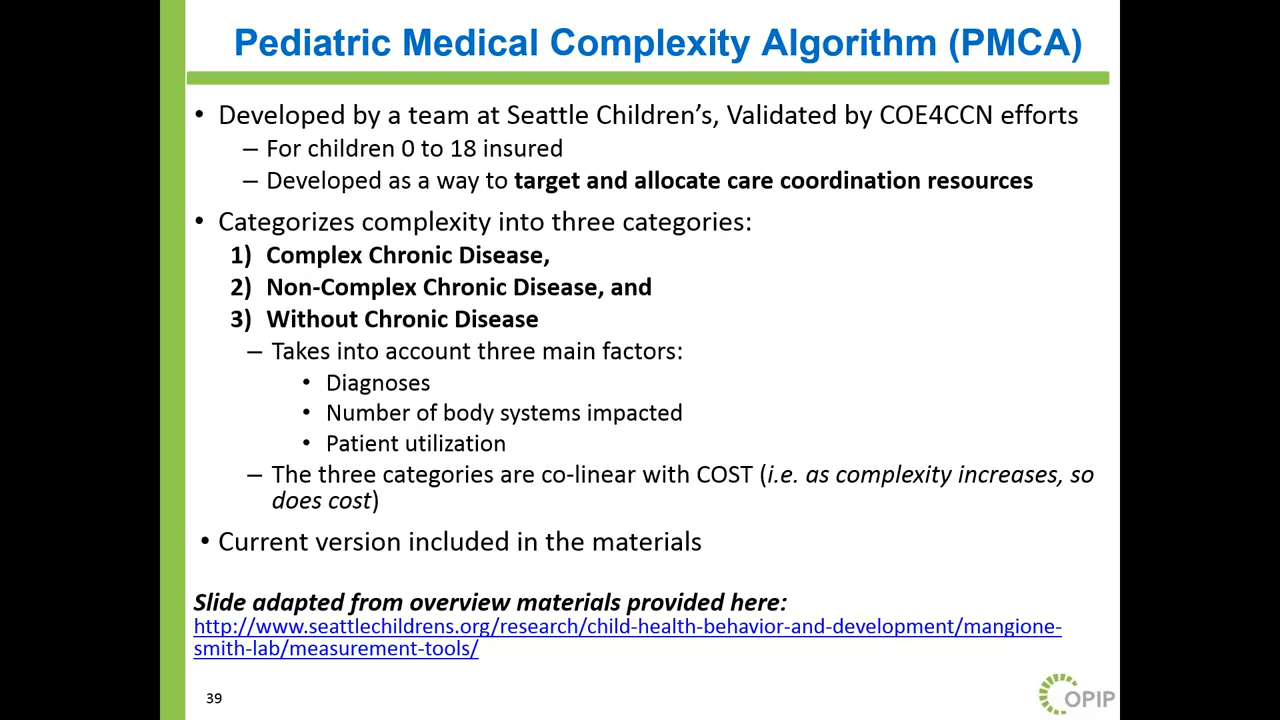 Pediatric Medical Complexity Algorithm (PMCA)
• Developed by a team at Seattle Children’s, Validated by COE4CCN efforts
– For children 0 to 18 insured
– Developed as a way to target and allocate care coordination resources
• Categorizes complexity into three categories:
1) Complex Chronic Disease,
2) Non-Complex Chronic Disease, and
3) Without Chronic Disease
– Takes into account three main factors:
• Diagnoses
• Number of body systems impacted
• Patient utilization
– The three categories are co-linear with COST (i.e. as complexity increases, so
does cost)
• Current version included in the materials
Slide adapted from overview materials provided here:
http://www.seattlechildrens.org/research/child-health-behavior-and-development/mangione-
smith-lab/measurement-tools/
39
OPIP